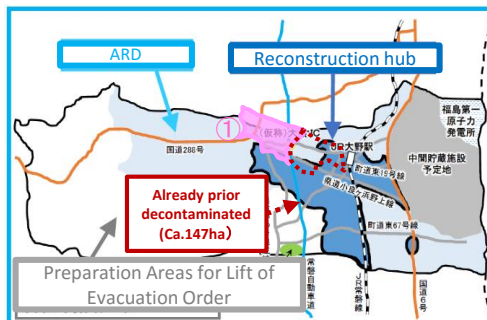 ARD
Reconstruction hub
福島第一
原子力
発電所
①
(仮称)大
IC
JR大野駅
国道288号
町道東19号線
中間貯蔵施設
予定地
県道小良ヶ浜野上線
Already prior
decontaminated
(Ca.147ha)
町道東67号線
Preparation Areas for Lift of
Evacuation Order
常磐自動車道
JR常磐線
国道6号